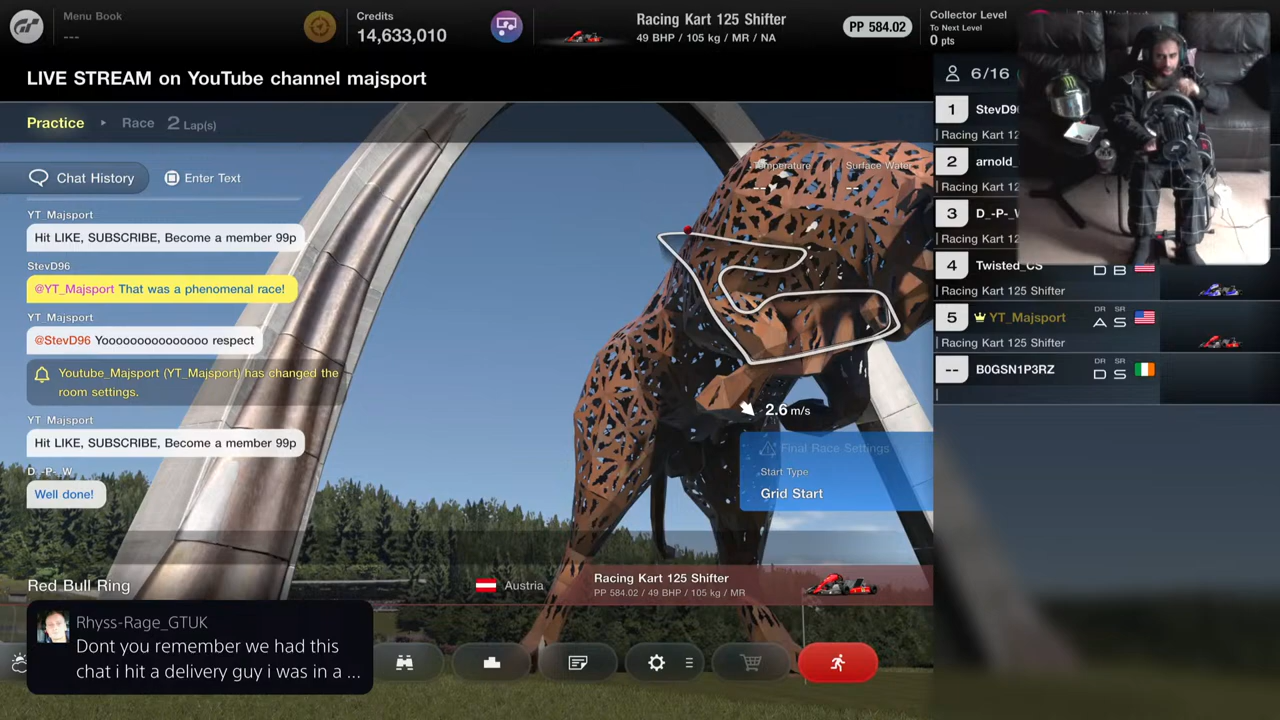 Menu Book
---
Credits
14,633,010
Racing Kart 125 Shifter
49 BHP / 105 kg / MR / NA
PP 584.02
Collector Level
To Next Level
0 pts
LIVE STREAM on YouTube channel majsport
6/16
Practice
Race 2 Lap(s)
Chat History
Enter Text
Temperature
--
Surface Water
--
YT_Majsport
Hit LIKE, SUBSCRIBE, Become a member 99p
StevD96
@YT_Majsport That was a phenomenal race!
YT_Majsport
@StevD96 Yooooooooooooooo respect
Youtube_Majsport (YT_Majsport) has changed the
room settings.
YT_Majsport
Hit LIKE, SUBSCRIBE, Become a member 99p
D_-P-_W
Well done!
2.6 m/s
Final Race Settings
Start Type
Grid Start
Red Bull Ring
Austria
Racing Kart 125 Shifter
PP 584.02 / 49 BHP / 105 kg / MR
Rhyss-Rage_GTUK
Dont you remember we had this
chat i hit a delivery guy i was in a ...
1 StevD9
Racing Kart 12
2 arnold_
Racing Kart 12
3 D_-P-_W
Racing Kart 12
4 Twisted_CS D B
Racing Kart 125 Shifter
5 YT_Majsport DR A SR S
Racing Kart 125 Shifter
-- B0GSN1P3RZ DR D SR S